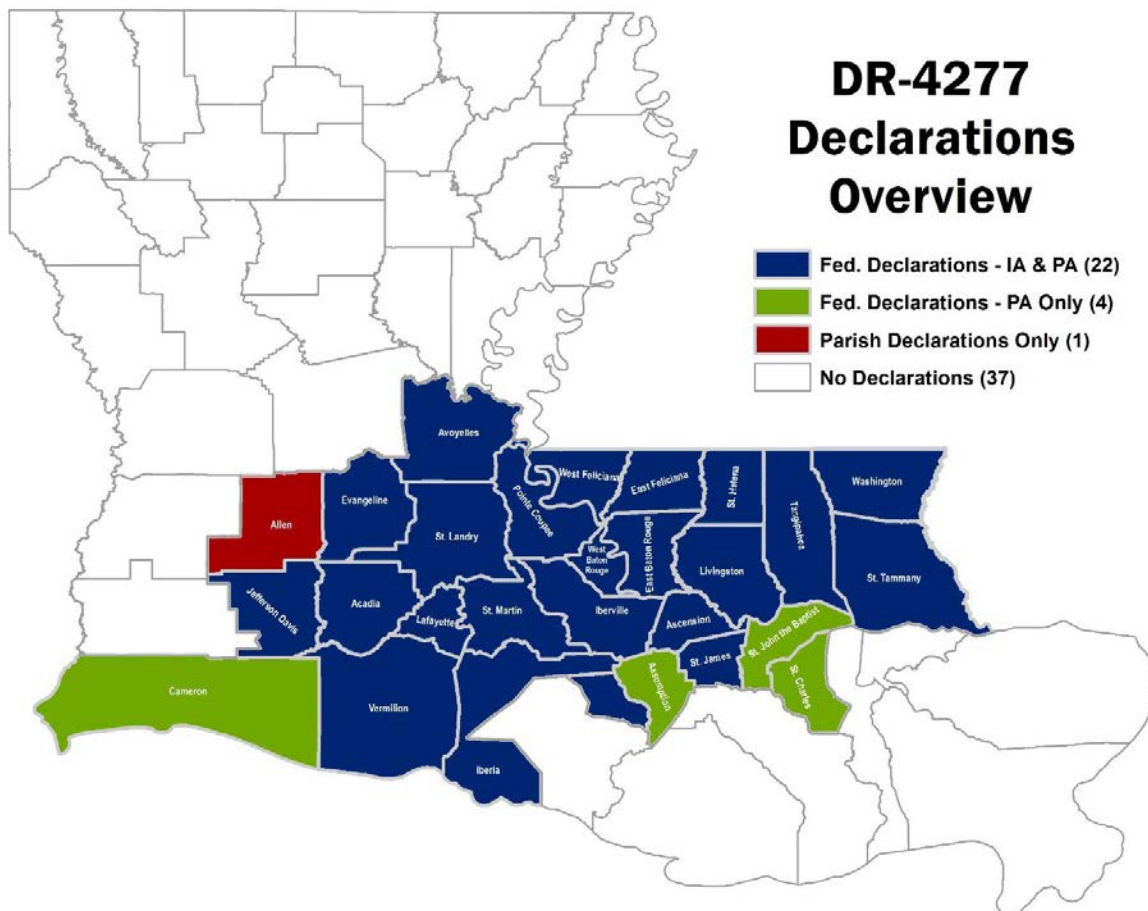 DR-4277
Declarations
Overview
Fed. Declarations - IA & PA (22)
Fed. Declarations - PA Only (4)
Parish Declarations Only (1)
No Declarations (37)
Avoyelles
West Feliciana
East Feliciana
St. Helena
Tangipahoa
Washington
Allen
Evangeline
St. Landry
Pointe Coupee
West
Baton
Rouge
East Baton Rouge
Livingston
St. Tammany
Jefferson Davis
Acadia
Lafayette
St. Martin
Iberville
Ascension
St. John the Baptist
St. James
Assumption
St. Charles
Cameron
Vermilion
Iberia